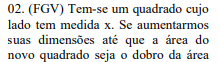 02. (FGV) Tem-se um quadrado cujo
lado tem medida x. Se aumentarmos
suas dimensões até que a área do
novo quadrado seja o dobro da área